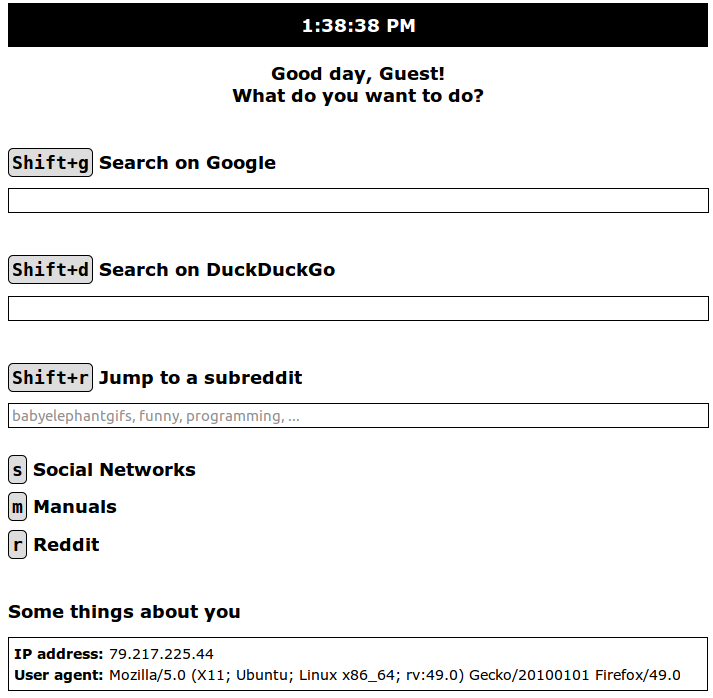 1:38:38 PM
Good day, Guest!
What do you want to do?
Shift+g Search on Google
Shift+d Search on DuckDuckGo
Shift+r Jump to a subreddit
babyelephantgifs, funny, programming, ...
s Social Networks
m Manuals
r Reddit
Some things about you
IP address: 79.217.225.44
User agent: Mozilla/5.0 (X11; Ubuntu; Linux x86_64; rv:49.0) Gecko/20100101 Firefox/49.0